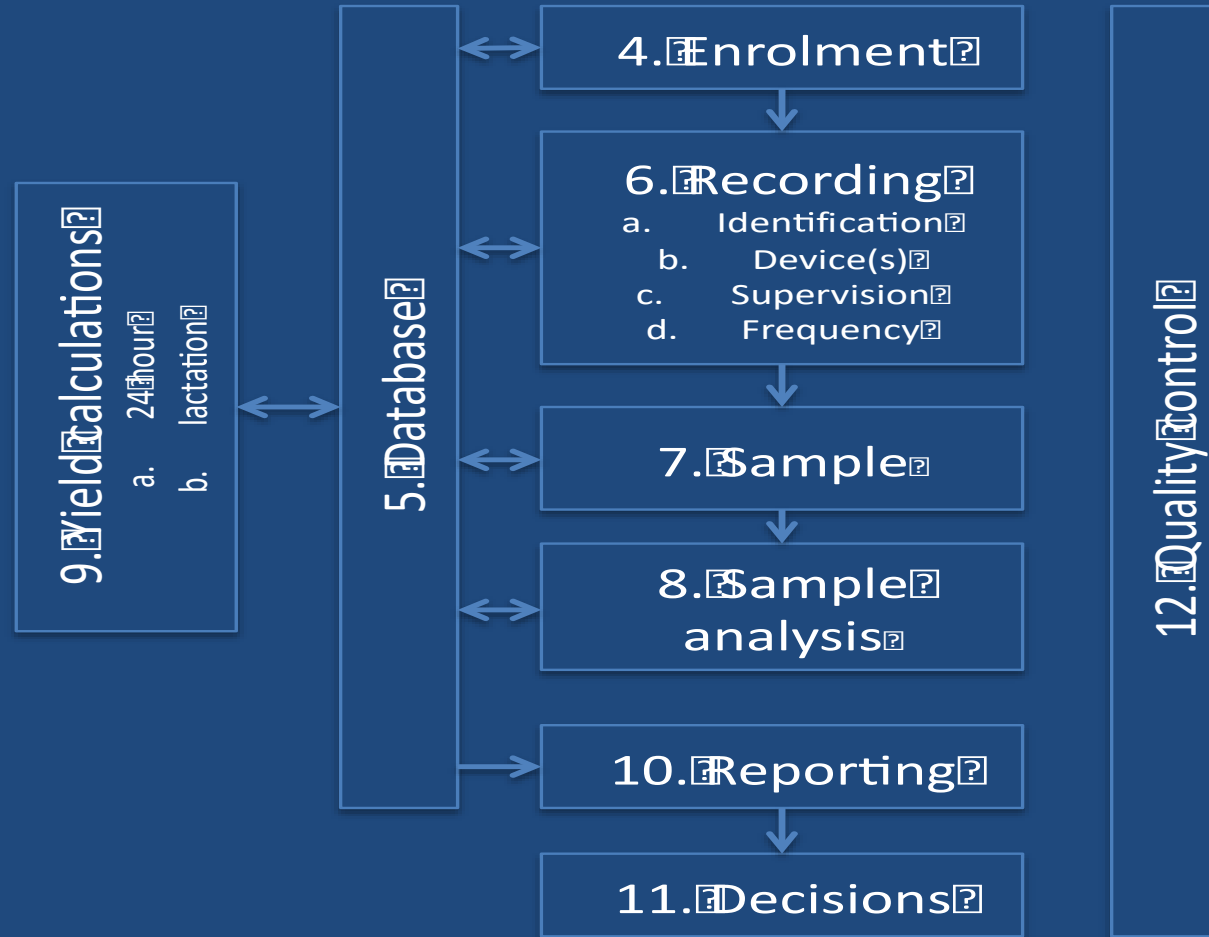 4. Enrolment
6. Recording
a. Identification
b. Device(s)
c. Supervision
d. Frequency
7. Sample
8. Sample
analysis
10. Reporting
11. Decisions
5. Database
9. Yield calculations
a. 24 hour
b. lactation
12. Quality control